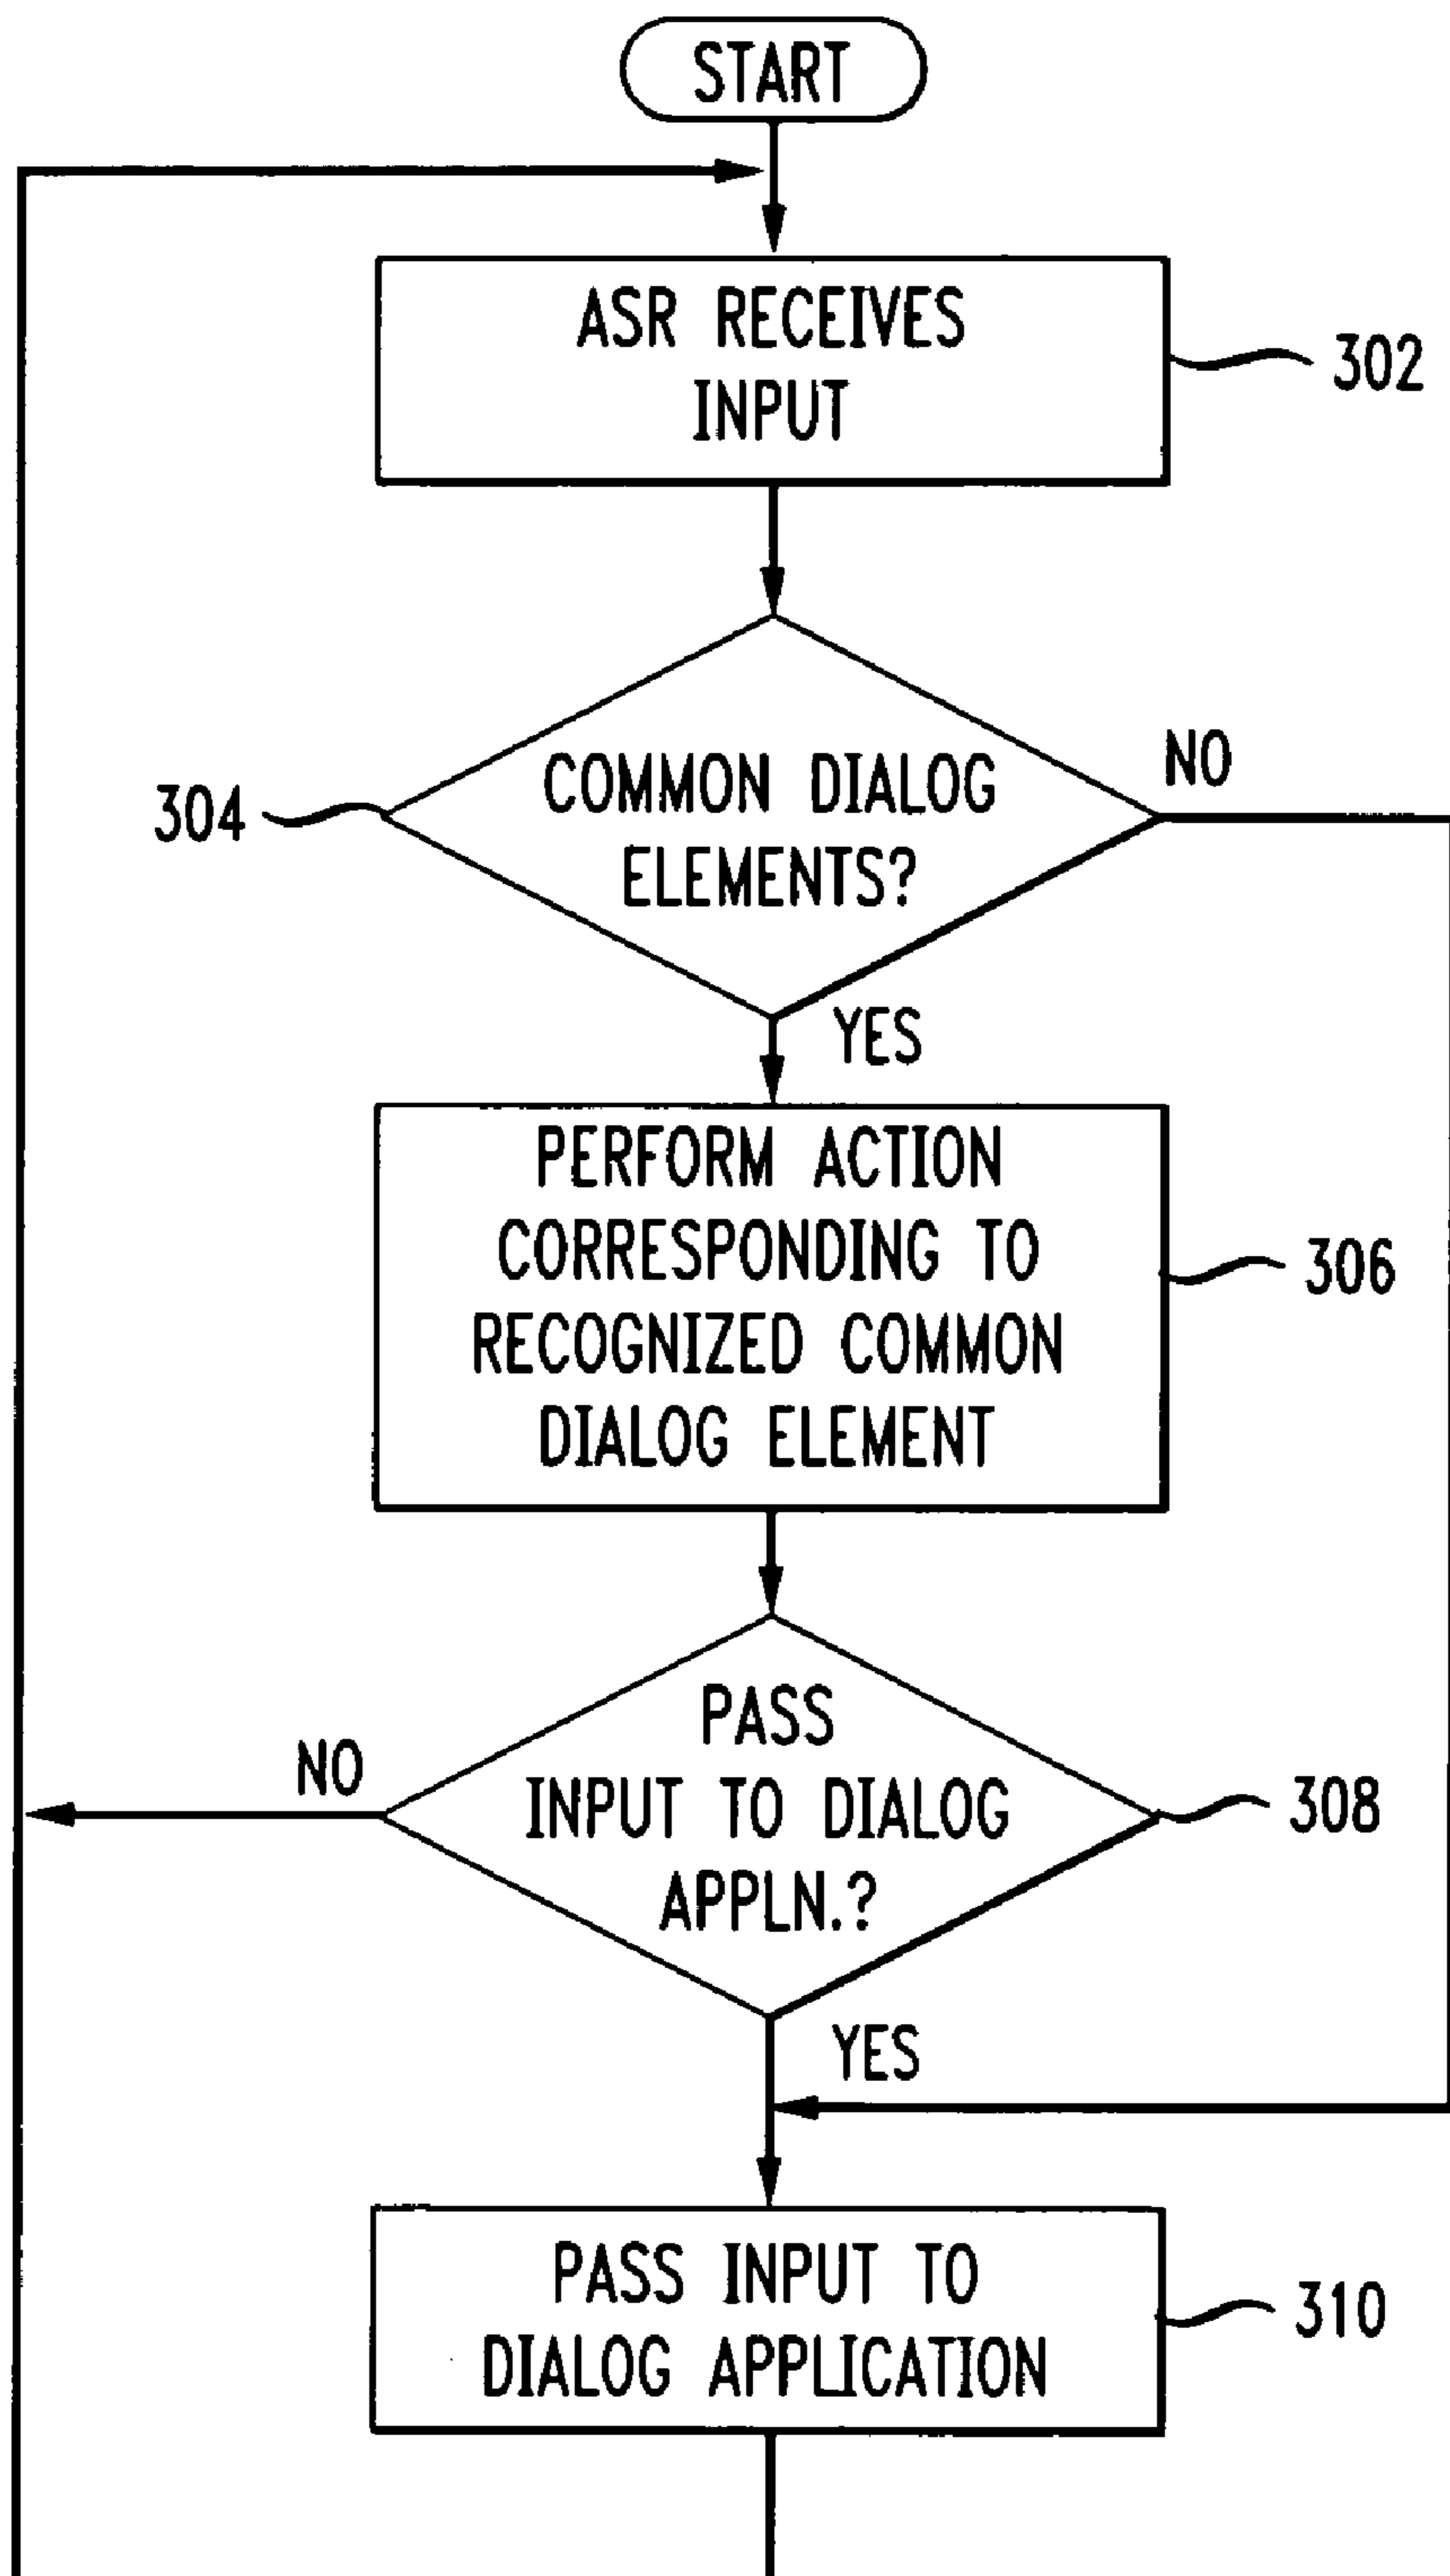 START
ASR RECEIVES
INPUT
302
COMMON DIALOG
ELEMENTS?
304
NO
YES
PERFORM ACTION
CORRESPONDING TO
RECOGNIZED COMMON
DIALOG ELEMENT
306
PASS
INPUT TO DIALOG
APPLN.?
308
NO
YES
PASS INPUT TO
DIALOG APPLICATION
310